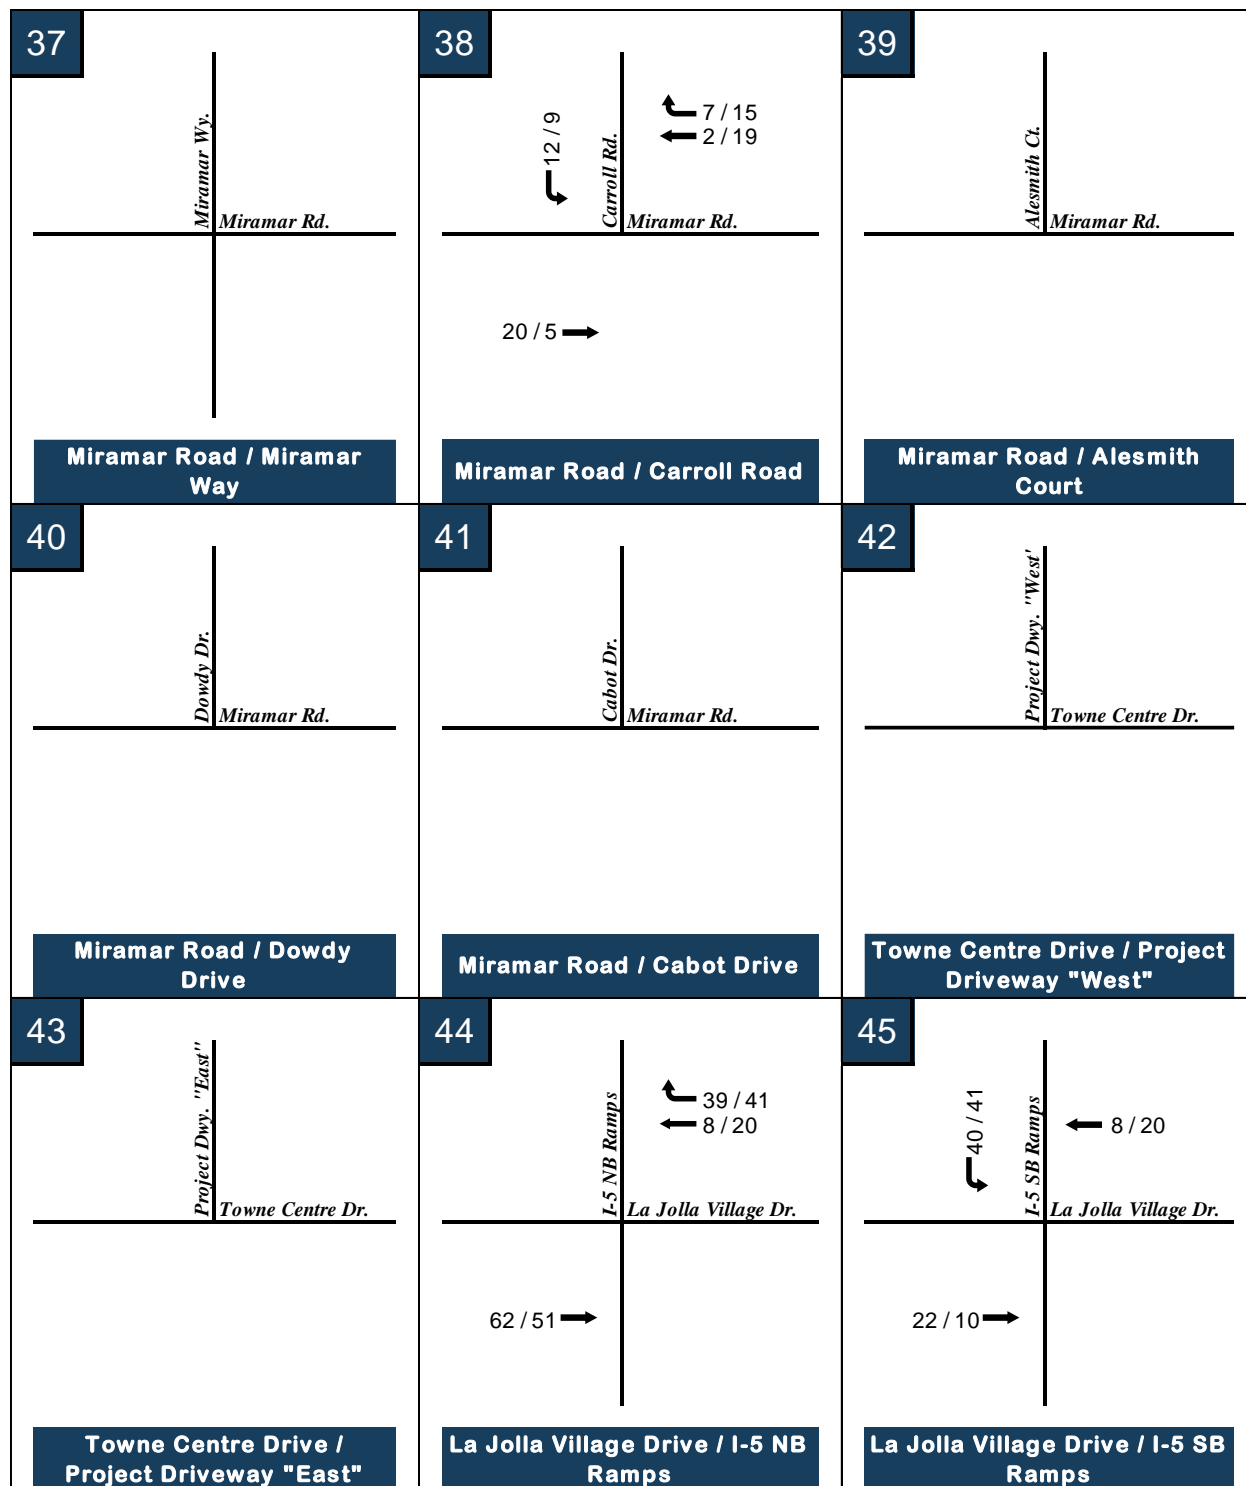 37
Miramar Wy.
Miramar Rd.
Miramar Road / Miramar
Way
38
12 / 9
Carroll Rd.
7 / 15
2 / 19
Miramar Rd.
20 / 5
Miramar Road / Carroll Road
39
Alesmith Ct.
Miramar Rd.
Miramar Road / Alesmith
Court
40
Dowdy Dr.
Miramar Rd.
Miramar Road / Dowdy
Drive
41
Cabot Dr.
Miramar Rd.
Miramar Road / Cabot Drive
42
Project Dwy. "West'
Towne Centre Dr.
Towne Centre Drive / Project
Driveway "West"
43
Project Dwy. "East"
Towne Centre Dr.
Towne Centre Drive /
Project Driveway "East"
44
I-5 NB Ramps
39 / 41
8 / 20
La Jolla Village Dr.
62 / 51
La Jolla Village Drive / I-5 NB
Ramps
45
40 / 41
I-5 SB Ramps
8 / 20
La Jolla Village Dr.
22 / 10
La Jolla Village Drive / I-5 SB
Ramps